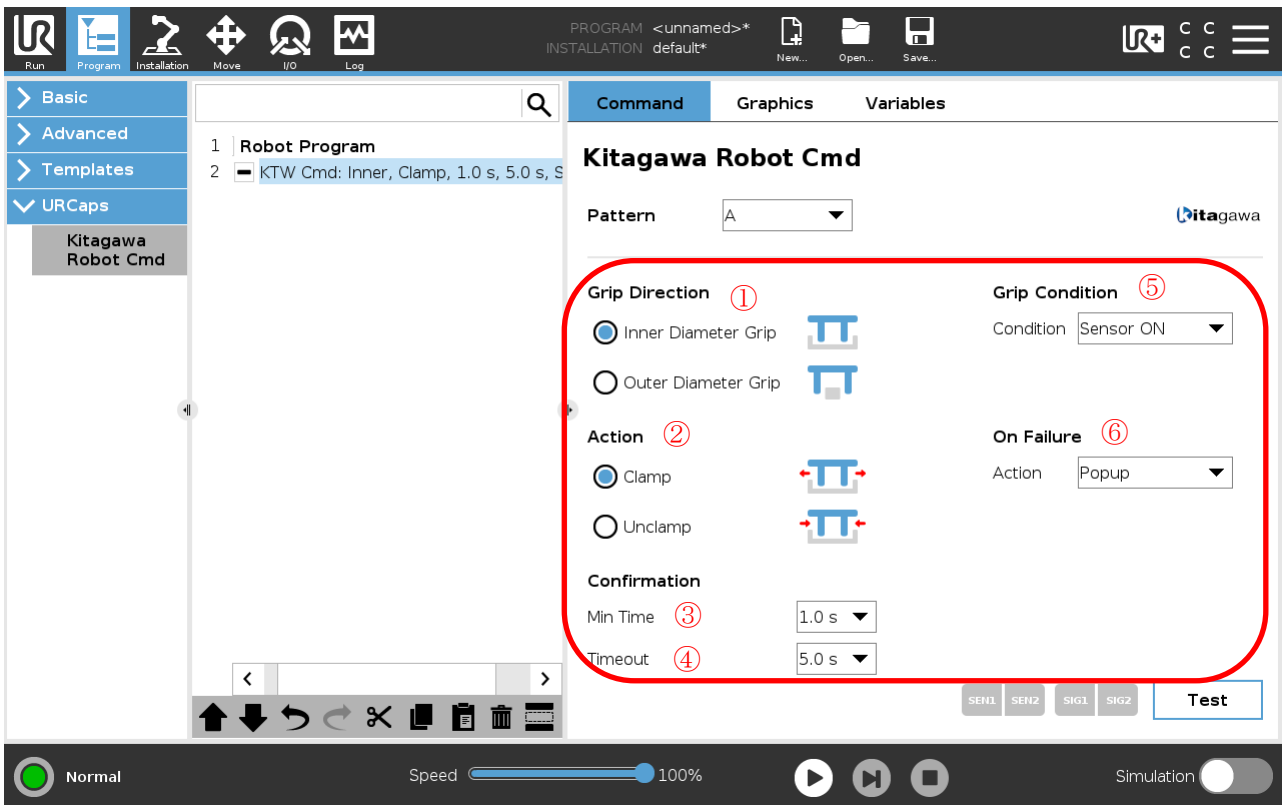 PROGRAM <unnamed>*
INSTALLATION default*
Run Program Installation Move I/O Log New... Open... Save...
UR+
C C
C C
Basic
Advanced
Templates
URCaps
Kitagawa
Robot Cmd
1 Robot Program
2 KTW Cmd: Inner, Clamp, 1.0 s, 5.0 s, S
Command Graphics Variables
Kitagawa Robot Cmd
Pattern A
kitagawa
Grip Direction ①
Inner Diameter Grip
Outer Diameter Grip
Action ②
Clamp
Unclamp
Confirmation
Min Time ③ 1.0 s
Timeout ④ 5.0 s
Grip Condition ⑤
Condition Sensor ON
On Failure ⑥
Action Popup
SEN1 SEN2 SIG1 SIG2 Test
Normal Speed 100% Simulation